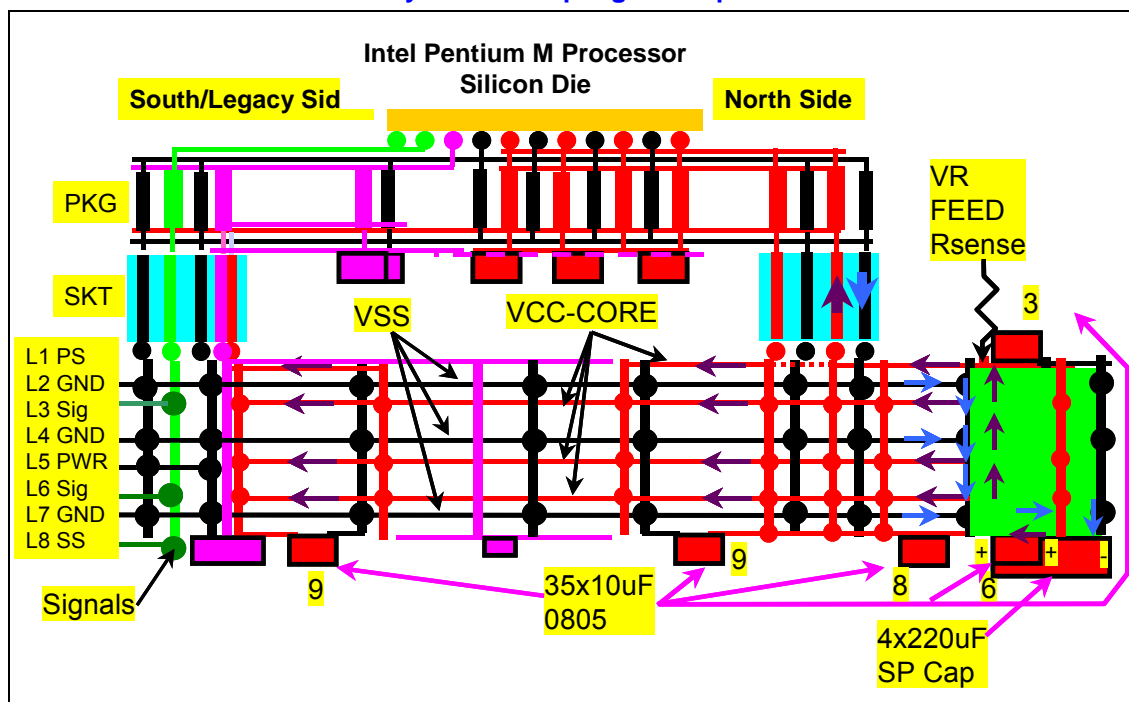 Intel Pentium M Processor
Silicon Die
South/Legacy Sid
North Side
PKG
VR
FEED
Rsense
SKT
3
VSS
VCC-CORE
L1 PS
L2 GND
L3 Sig
L4 GND
L5 PWR
L6 Sig
L7 GND
L8 SS
+
+
-
9
9
8
6
Signals
35x10uF
0805
4x220uF
SP Cap